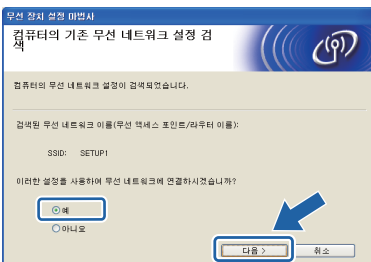 무선 장치 설정 마법사
컴퓨터의 기존 무선 네트워크 설정 검
색
컴퓨터의 무선 네트워크 설정이 검색되었습니다.
검색된 무선 네트워크 이름(무선 액세스 포인트/라우터 이름):
SSID: SETUP1
이러한 설정을 사용하여 무선 네트워크에 연결하시겠습니까?
예
아니요
다음 > 취소